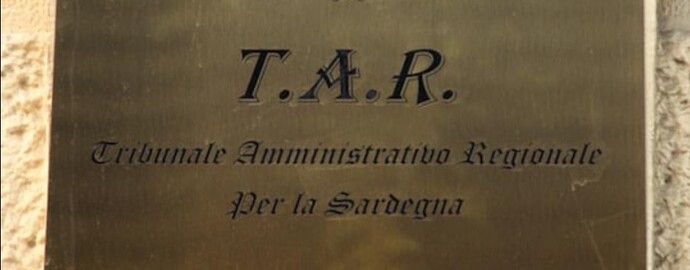 T.A.R.
Tribunale Amministrativo Regionale
Per la Sardegna